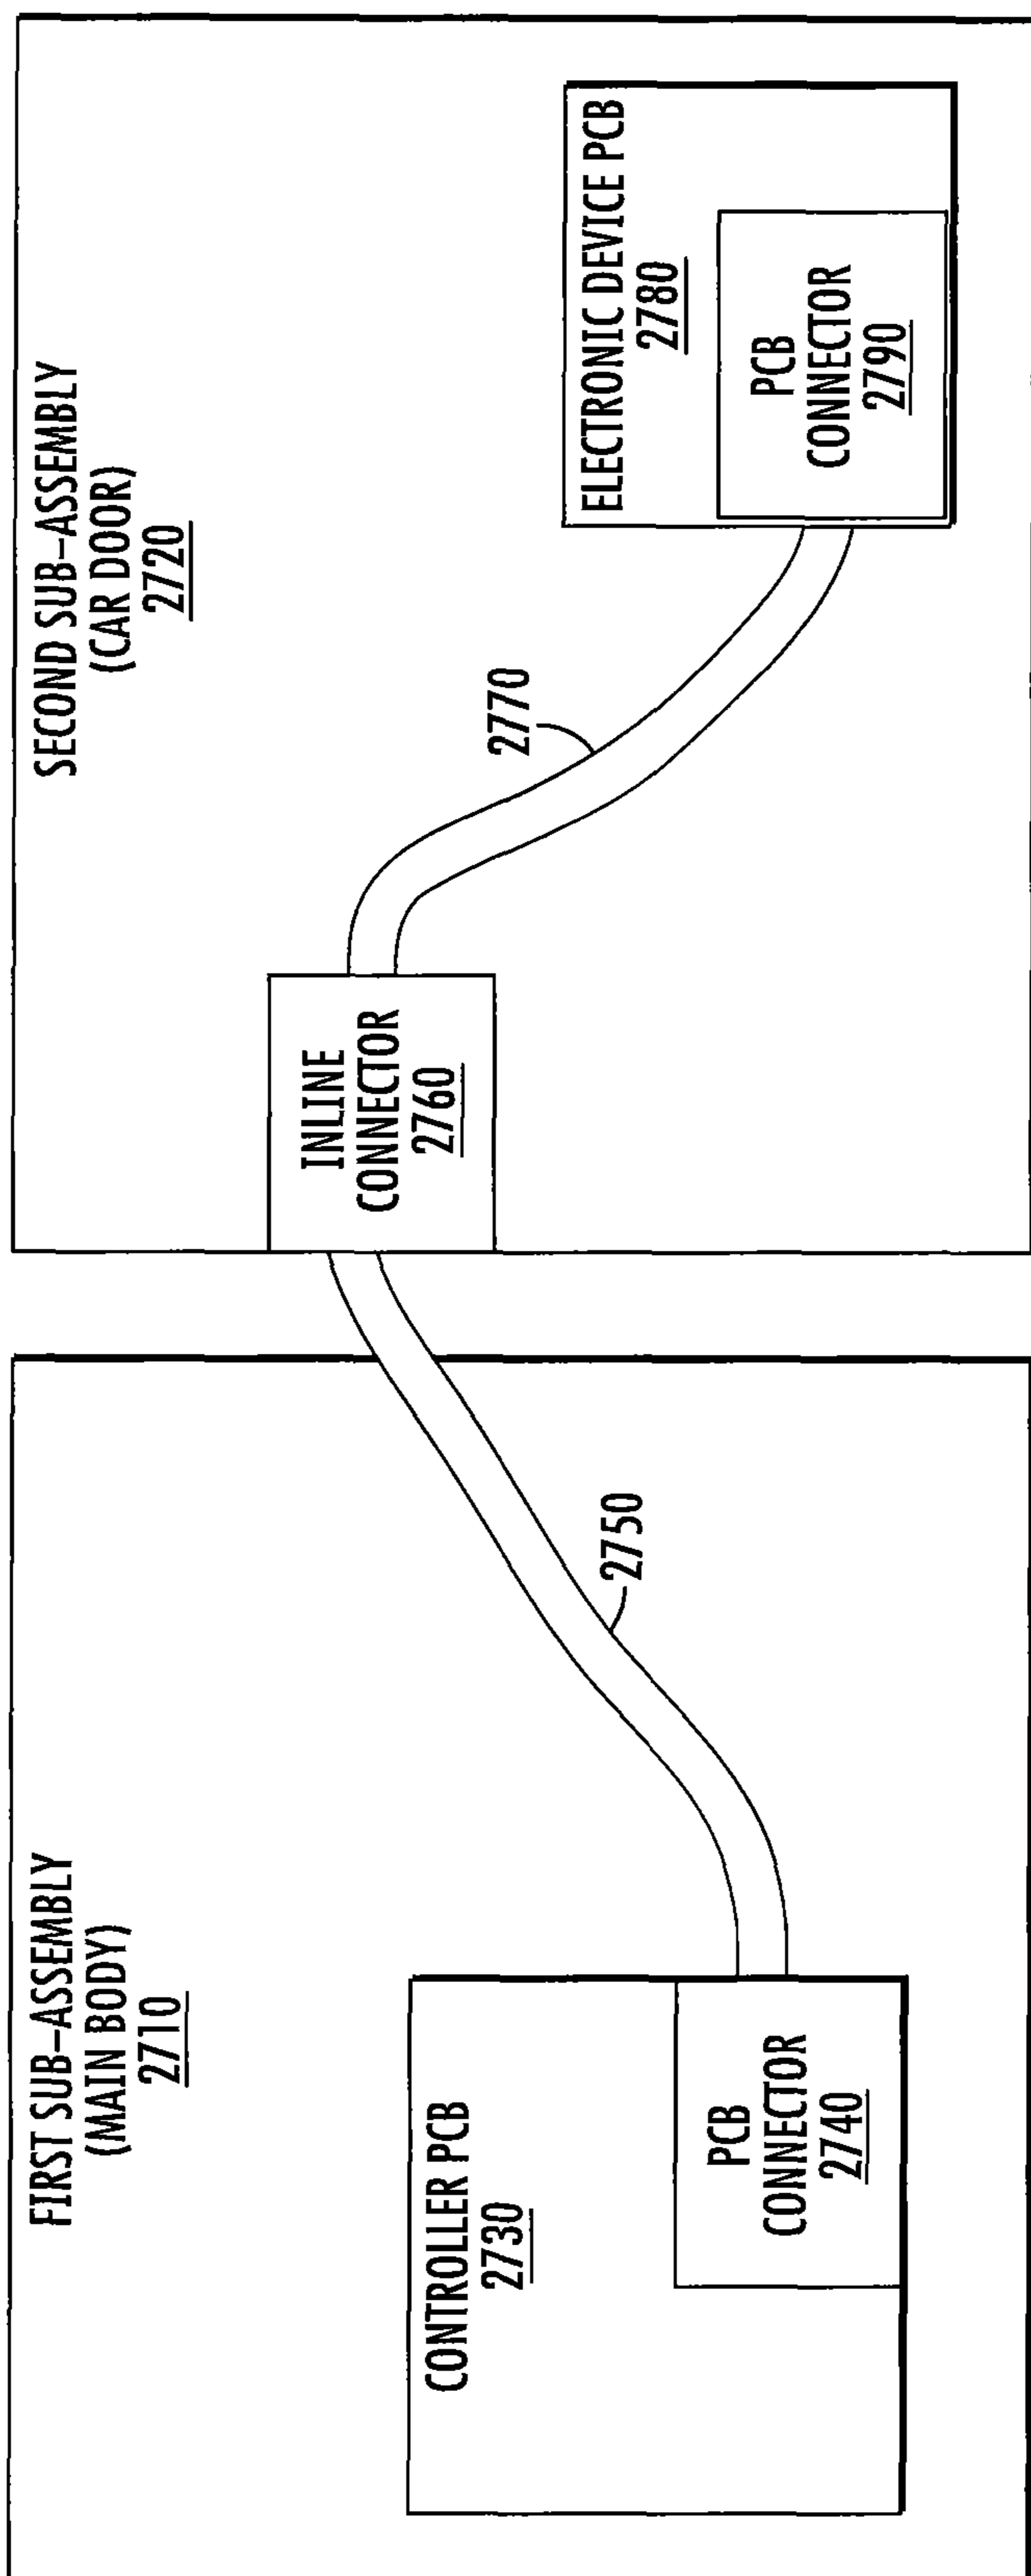 FIRST SUB-ASSEMBLY
(MAIN BODY)
2710
CONTROLLER PCB
2730
PCB
CONNECTOR
2740
2750
SECOND SUB-ASSEMBLY
(CAR DOOR)
2720
INLINE
CONNECTOR
2760
2770
ELECTRONIC DEVICE PCB
2780
PCB
CONNECTOR
2790